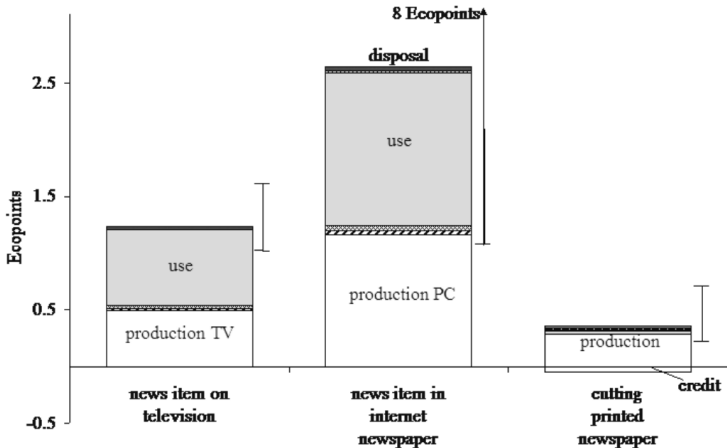 8 Ecopoints
disposal
2.5
use
1.5
Ecopoints
use
production PC
0.5
production TV
production
credit
news item on
television
news item in
internet
newspaper
cutting
printed
newspaper
-0.5